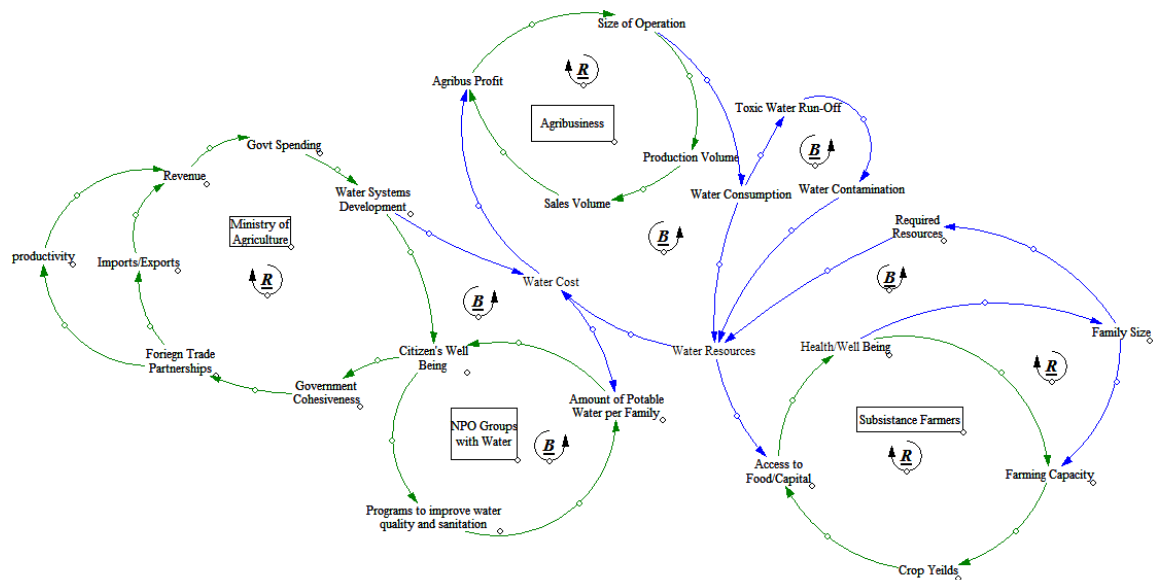 Size of Operation
R
Agribus Profit
Agribusiness
Toxic Water Run-Off
Govt Spending
Production Volume
B
Revenue
Water Systems
Development
Sales Volume
Water Consumption
Water Contamination
Ministry of
Agriculture
B
Required
Resources
productivity
Imports/Exports
R
Water Cost
B
B
Family Size
Foriegn Trade
Partnerships
Citizen's Well
Being
Water Resources
Health/Well Being
R
Government
Cohesiveness
NPO Groups
with Water
B
Amount of Potable
Water per Family
Subsistance Farmers
R
Access to
Food/Capital
Farming Capacity
Programs to improve water
quality and sanitation
Crop Yeilds